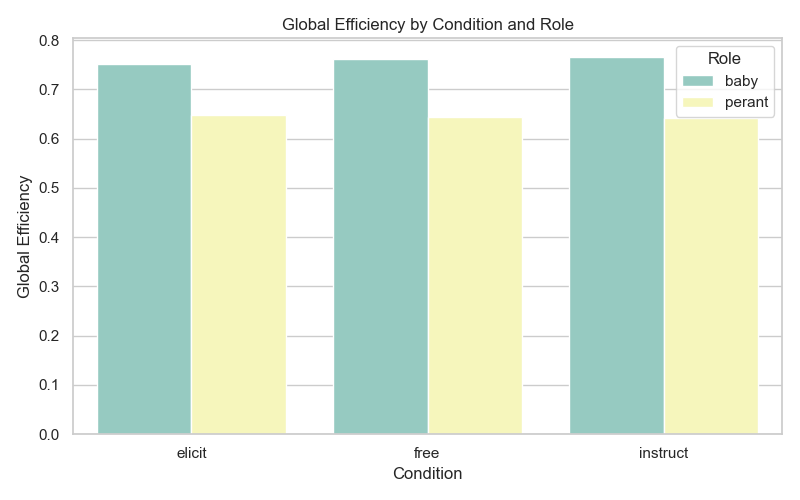 Global Efficiency by Condition and Role
0.8
0.7
0.6
0.5
0.4
0.3
0.2
0.1
0.0
Global Efficiency
Role
baby
perant
elicit
free
instruct
Condition